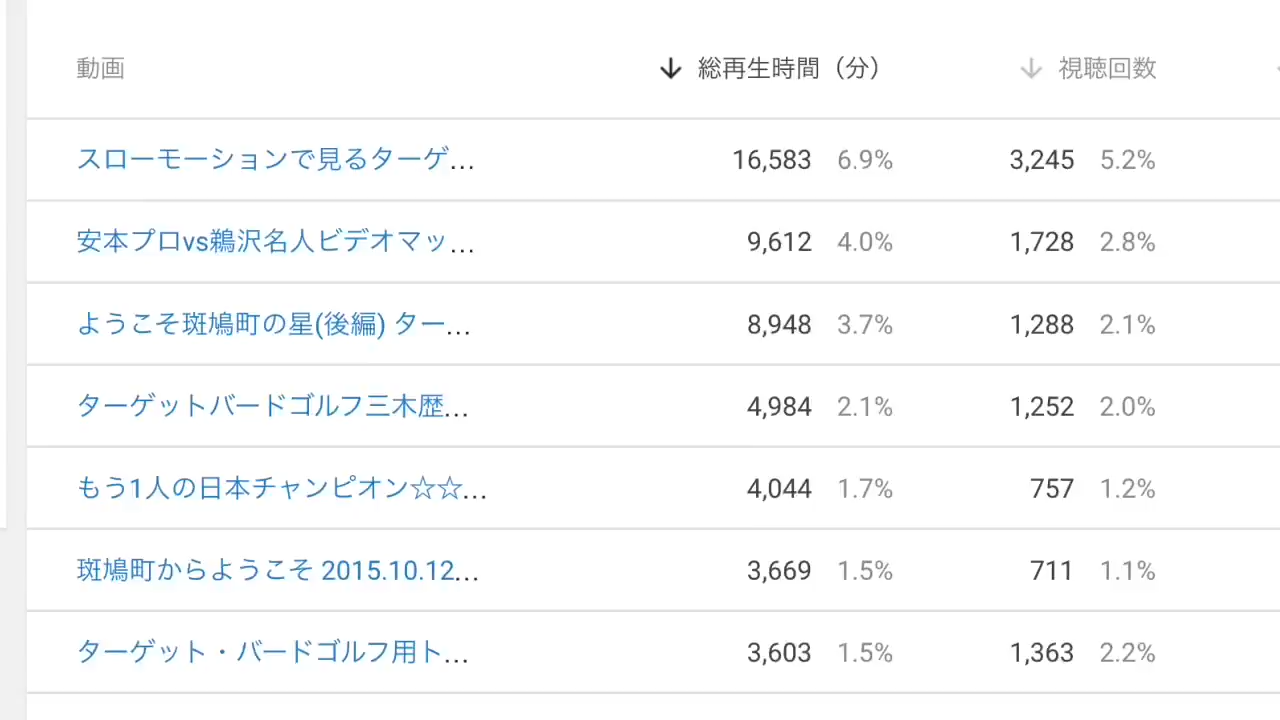 動画 ↓ 総再生時間（分） ↓ 視聴回数
スローモーションで見るターゲ... 16,583 6.9% 3,245 5.2%
安本プロvs鵜沢名人ビデオマッ... 9,612 4.0% 1,728 2.8%
ようこそ斑鳩町の星(後編) ター... 8,948 3.7% 1,288 2.1%
ターゲットバードゴルフ三木歴... 4,984 2.1% 1,252 2.0%
もう1人の日本チャンピオン☆☆... 4,044 1.7% 757 1.2%
斑鳩町からようこそ 2015.10.12... 3,669 1.5% 711 1.1%
ターゲット・バードゴルフ用ト... 3,603 1.5% 1,363 2.2%